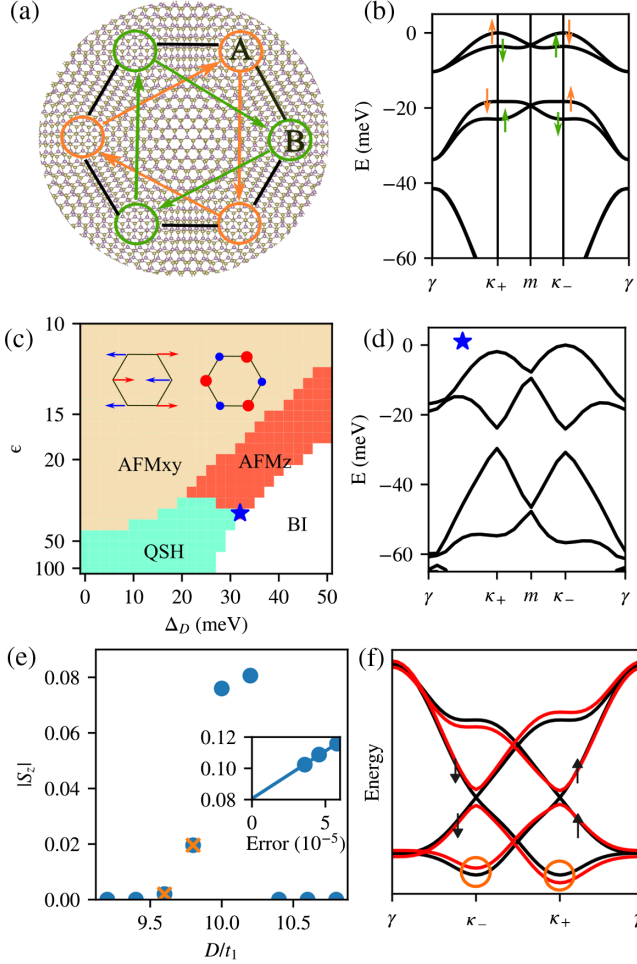 (a)
A
B
(b)
E (meV)
0
−20
−40
−60
γ
κ+
m
κ−
γ
(c)
ϵ
10
15
20
50
100
AFMxy
AFMz
QSH
BI
0
10
20
30
40
50
Δ_D (meV)
(d)
E (meV)
0
−20
−40
−60
γ
κ+
m
κ−
γ
(e)
|S_z|
0.08
0.06
0.04
0.02
0.00
9.5
10.0
10.5
D/t₁
0.12
0.10
0.08
0
5
Error (10⁻⁵)
(f)
Energy
γ
κ−
κ+
γ